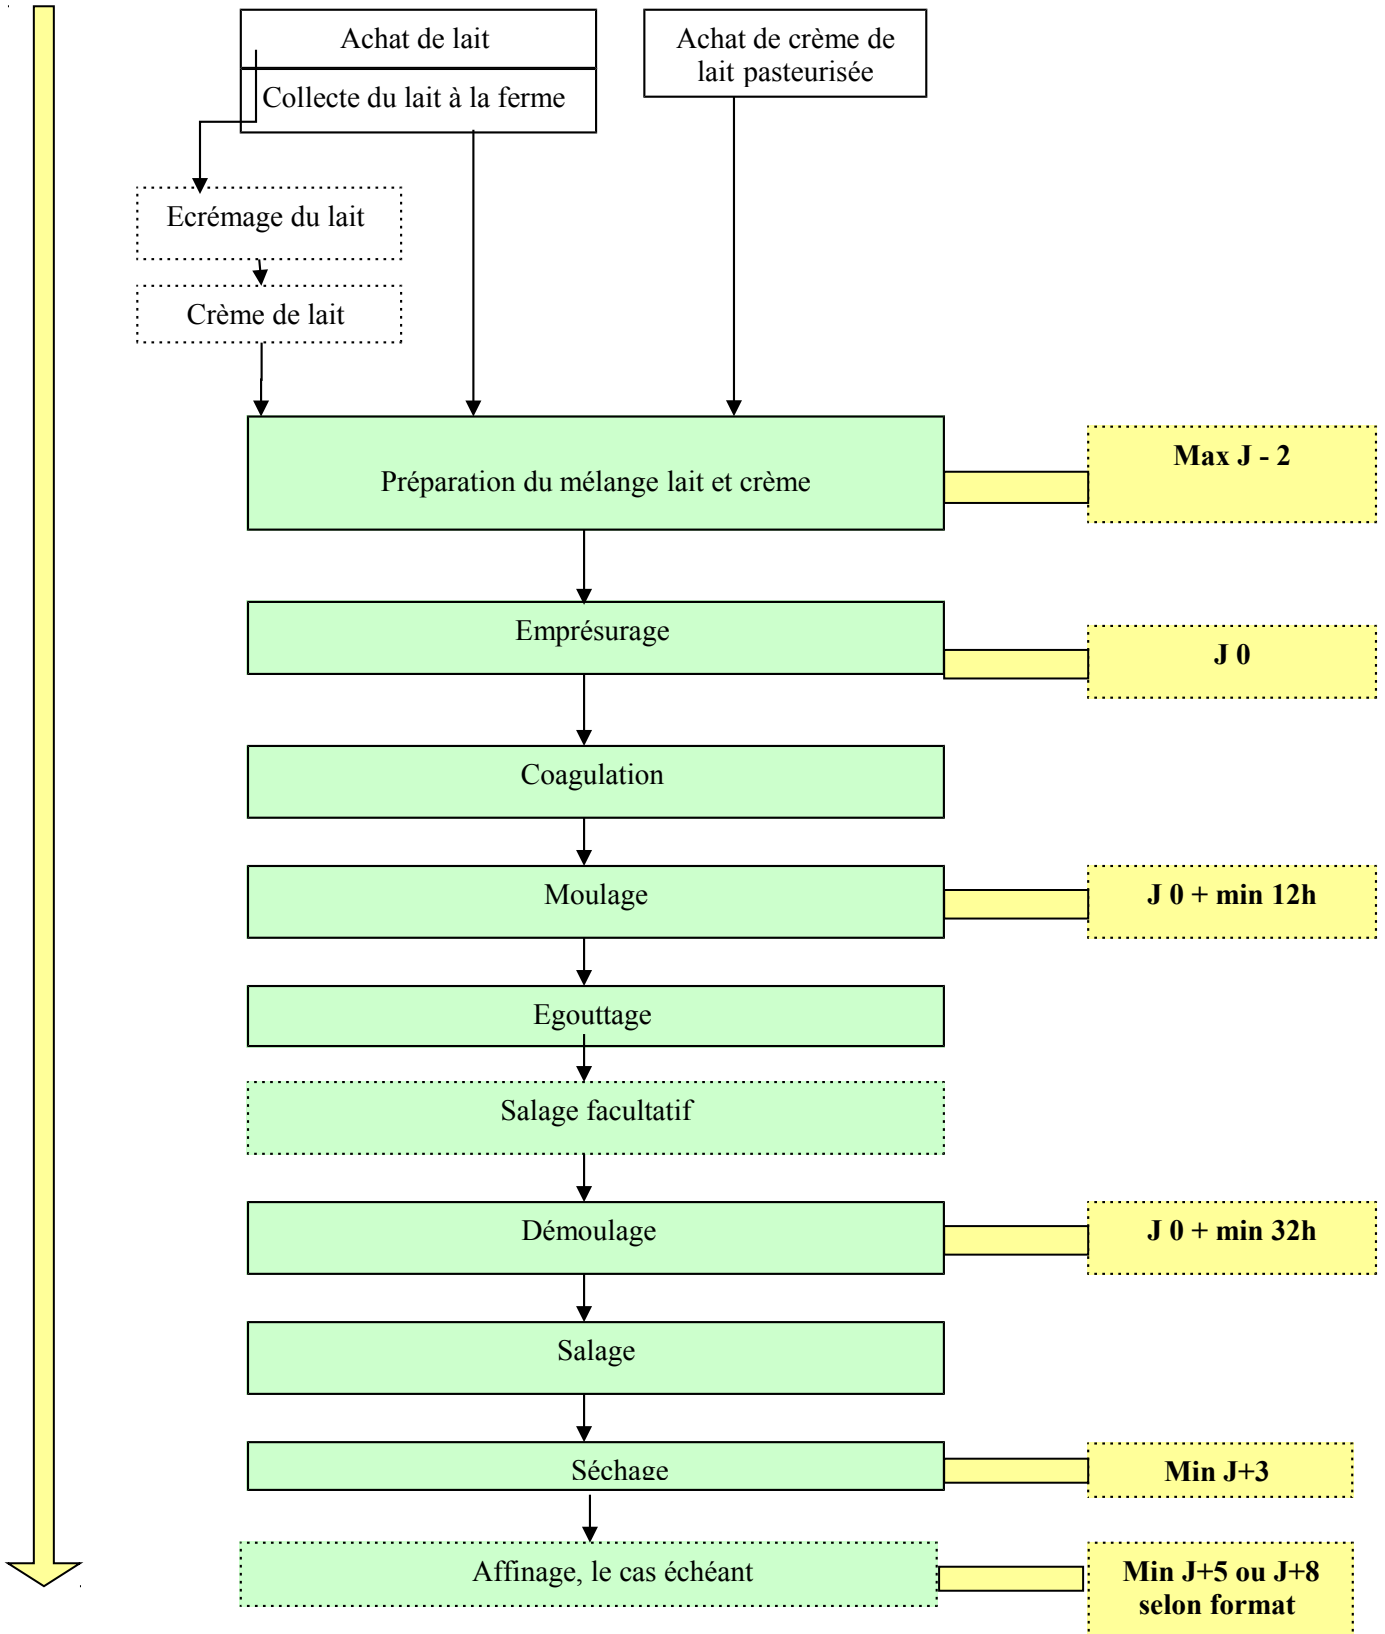 Achat de lait
Collecte du lait à la ferme
Achat de crème de
lait pasteurisée
Ecrémage du lait
Crème de lait
Préparation du mélange lait et crème
Max J - 2
Emprésurage
J 0
Coagulation
Moulage
J 0 + min 12h
Egouttage
Salage facultatif
Démoulage
J 0 + min 32h
Salage
Séchage
Min J+3
Affinage, le cas échéant
Min J+5 ou J+8
selon format